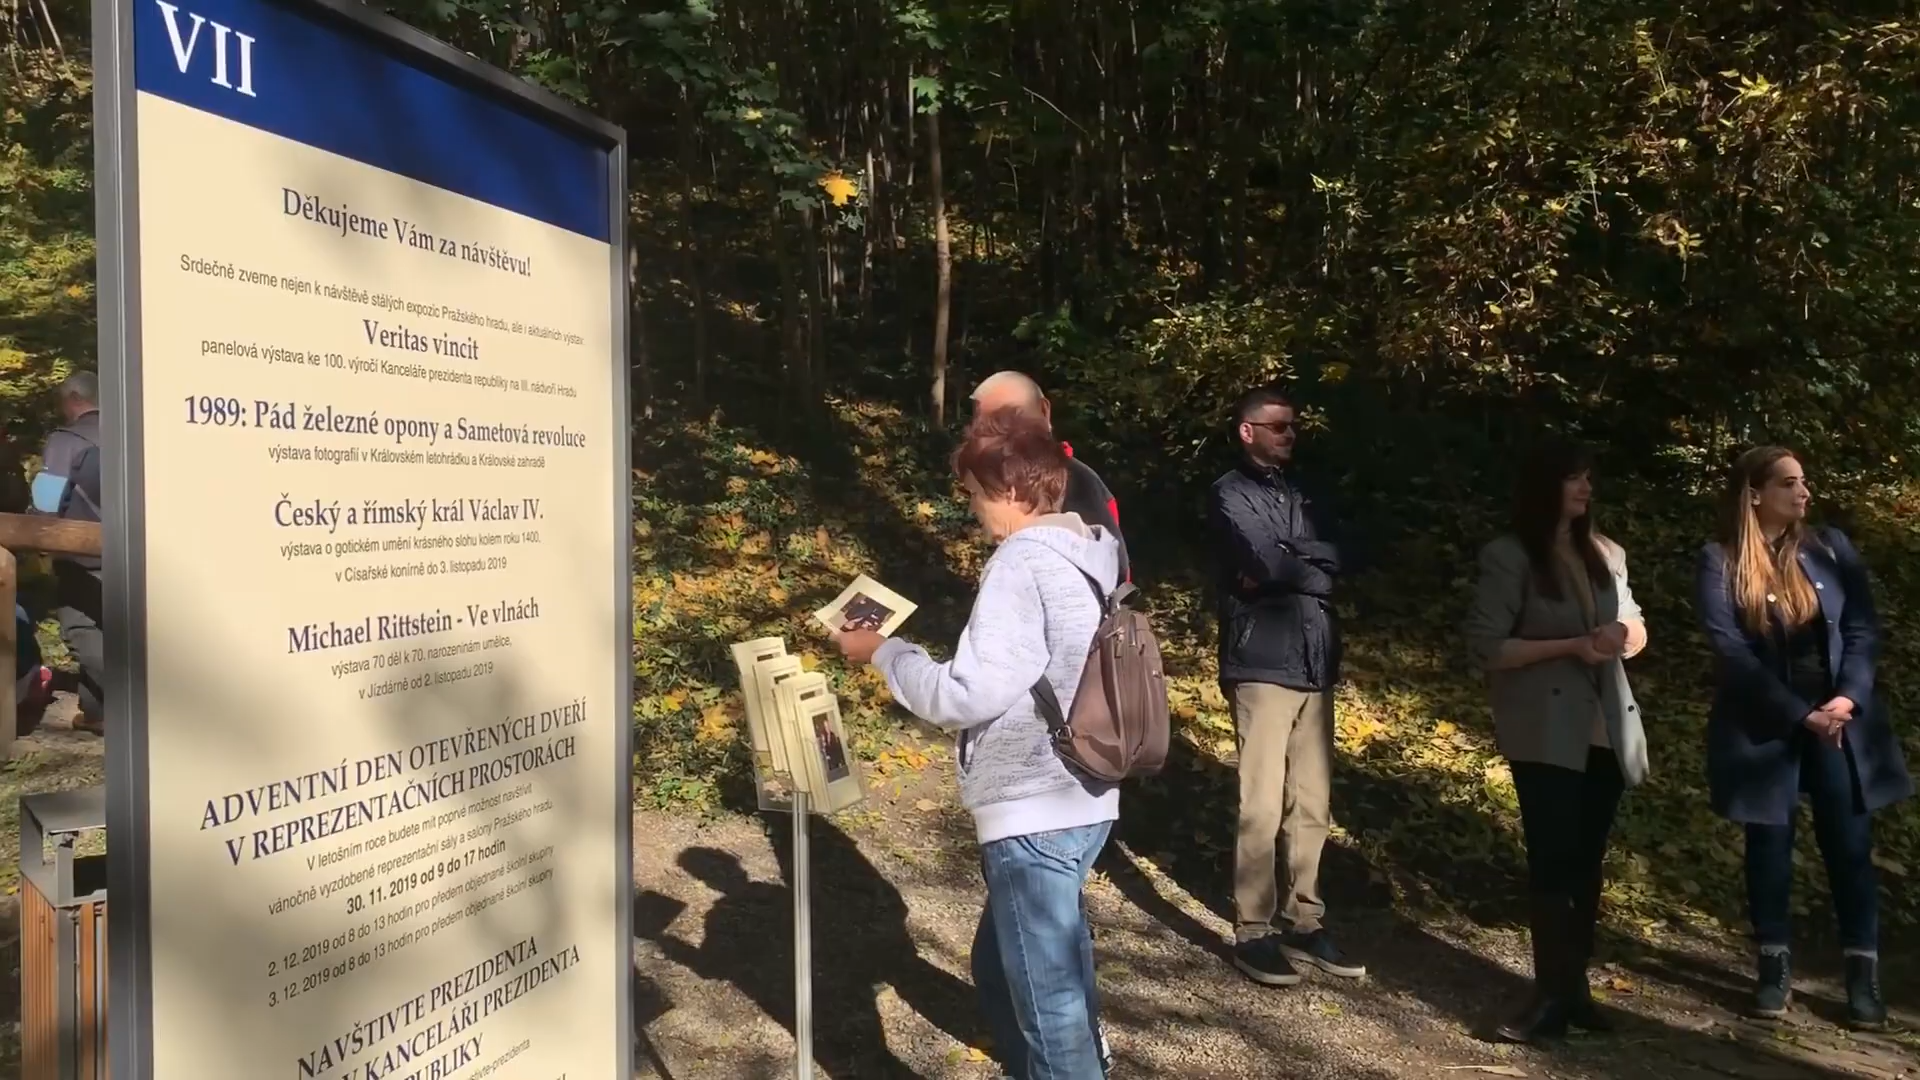 VII
Děkujeme Vám za návštěvu!
Srdečně zveme nejen k návštěvě stálých expozic Pražského hradu, ale i aktuálních výstav:
Veritas vincit
panelová výstava ke 100. výročí Kanceláře prezidenta republiky na III. nádvoří Hradu
1989: Pád železné opony a Sametová revoluce
výstava fotografií v Královském letohrádku a Královské zahradě
Český a římský král Václav IV.
výstava o gotickém umění krásného slohu kolem roku 1400,
v Císařské konírně do 3. listopadu 2019
Michael Rittstein - Ve vlnách
výstava 70 děl k 70. narozeninám umělce,
v Jízdárně od 2. listopadu 2019
ADVENTNÍ DEN OTEVŘENÝCH DVEŘÍ
V REPREZENTAČNÍCH PROSTORÁCH
V letošním roce budete mít poprvé možnost navštívit
vánočně vyzdobené reprezentační sály a salony Pražského hradu
30. 11. 2019 od 9 do 17 hodin
2. 12. 2019 od 8 do 13 hodin pro předem objednané školní skupiny
3. 12. 2019 od 8 do 13 hodin pro předem objednané školní skupiny
NAVŠTIVTE PREZIDENTA
V KANCELÁŘI PREZIDENTA